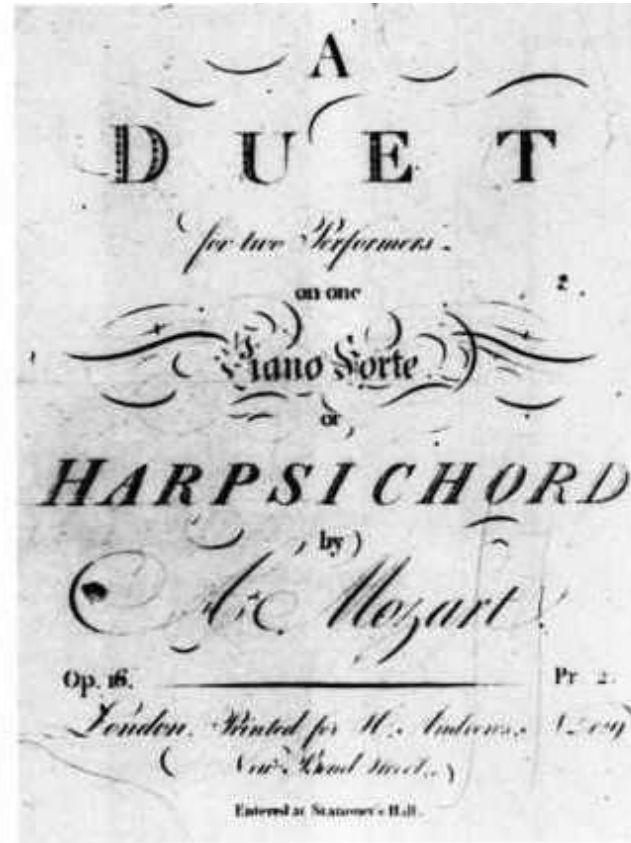 A
DUET
for two Performers.
on one
2.
Piano Forte
or
HARPSICHORD
by
A. Mozart
Op. 16. Pr 2.
London. Printed for H. Andrews.
New Bond Street.
Entered at Stationer's Hall.